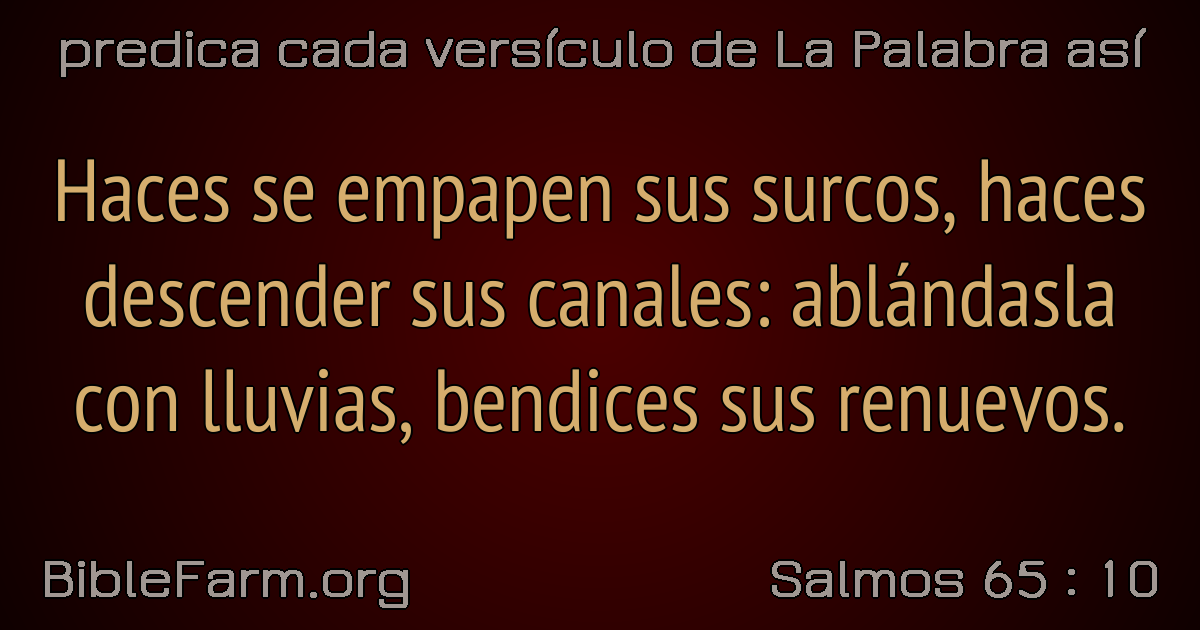 predica cada versículo de La Palabra así
Haces se empapen sus surcos, haces
descender sus canales: ablándasla
con lluvias, bendices sus renuevos.
BibleFarm.org
Salmos 65 : 10